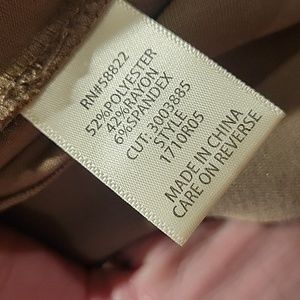 RN#58822
52%POLYESTER
42%RAYON
6%SPANDEX
CUT: 3003885
STYLE
1710R05
MADE IN CHINA
CARE ON REVERSE